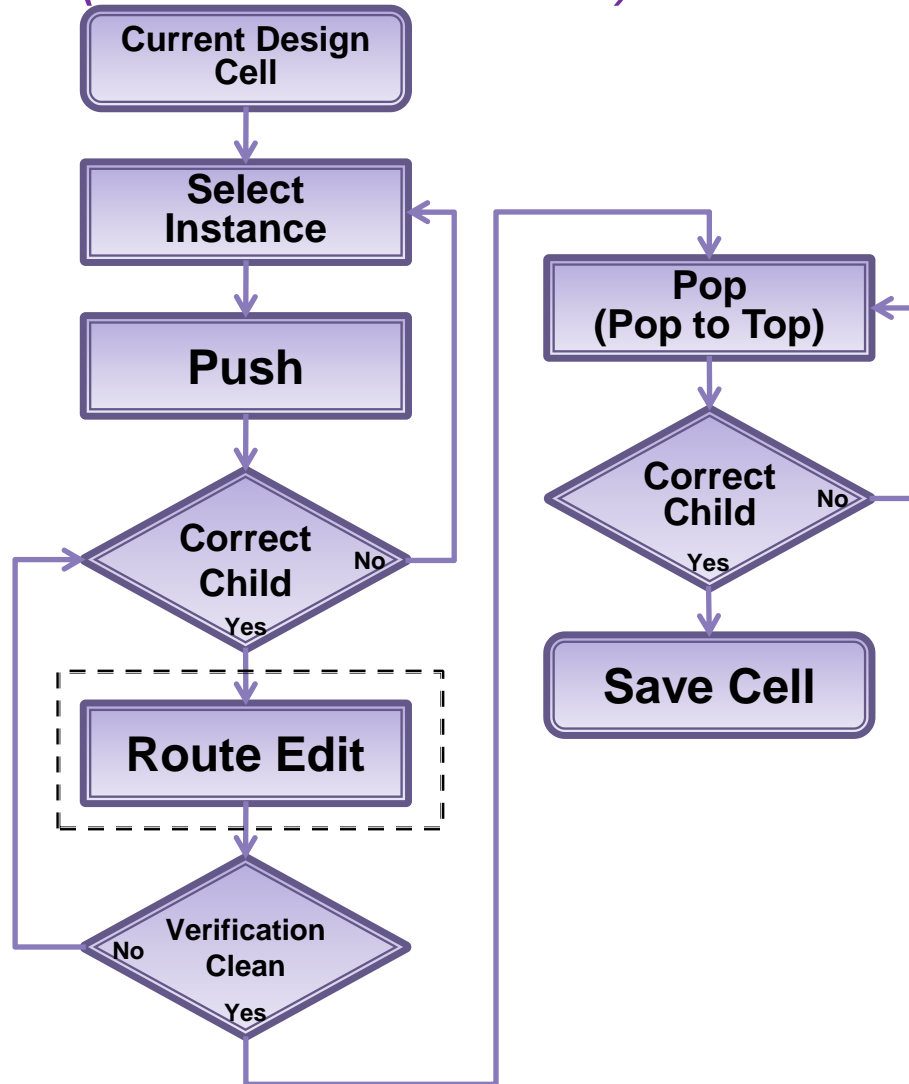 Current Design
Cell
Select
Instance
Push
Correct
Child
No
Yes
Route Edit
Verification
Clean
No
Yes
Pop
(Pop to Top)
Correct
Child
No
Yes
Save Cell